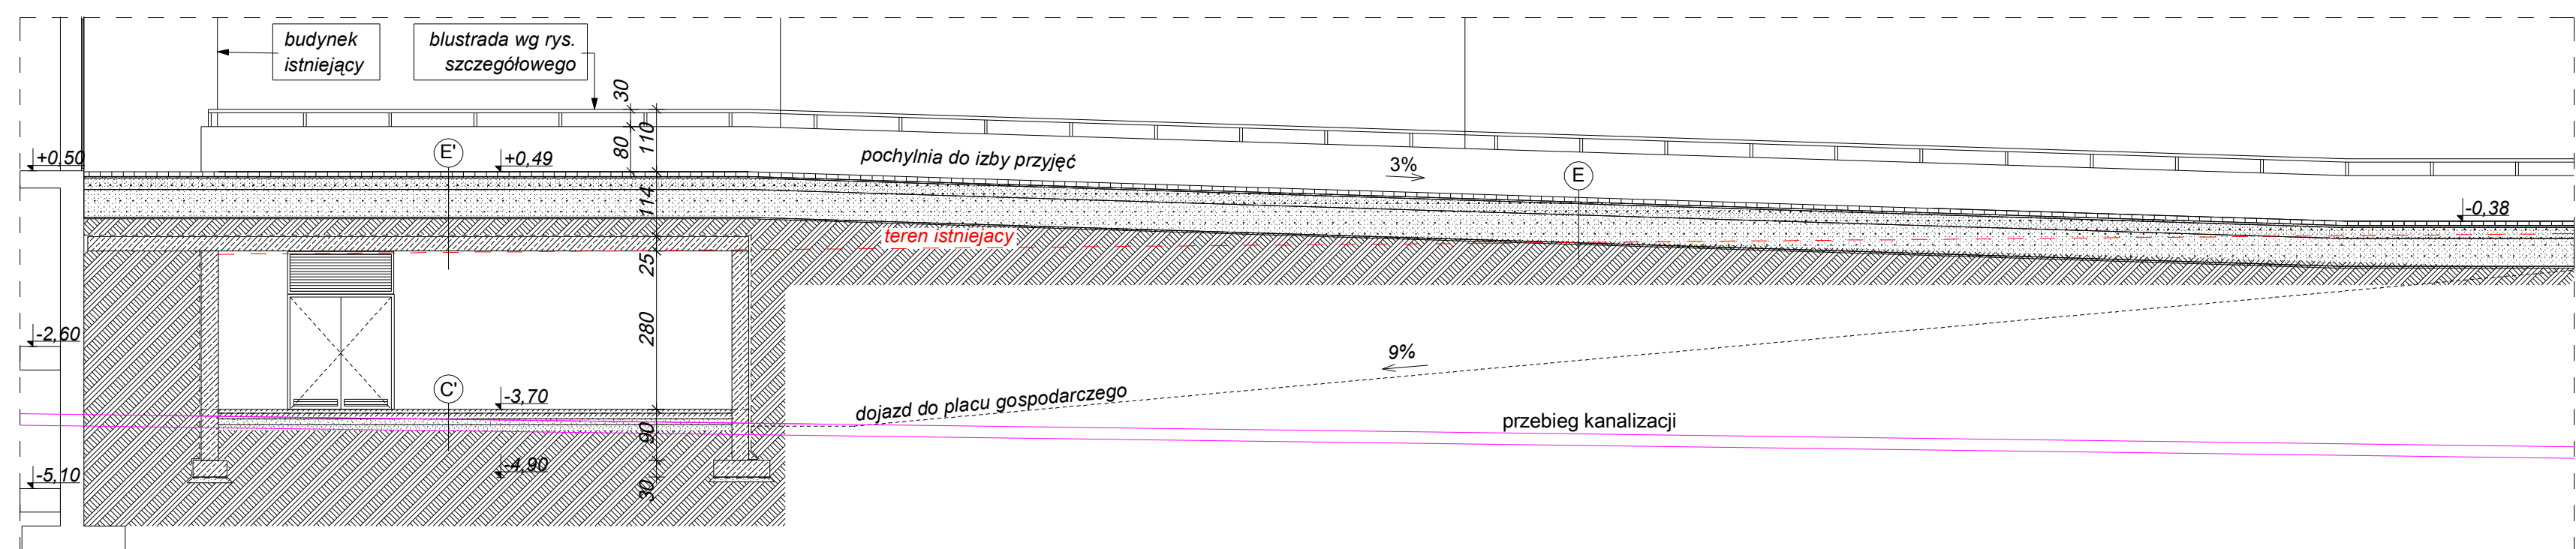 budynek
istniejący
blustrada wg rys.
szczegółowego
30
110
80
+0,50
E'
+0,49
pochylnia do izby przyjęć
3%
E
114
-0,38
teren istniejacy
25
280
-2,60
9%
C'
-3,70
dojazd do placu gospodarczego
przebieg kanalizacji
90
-4,90
-5,10
30